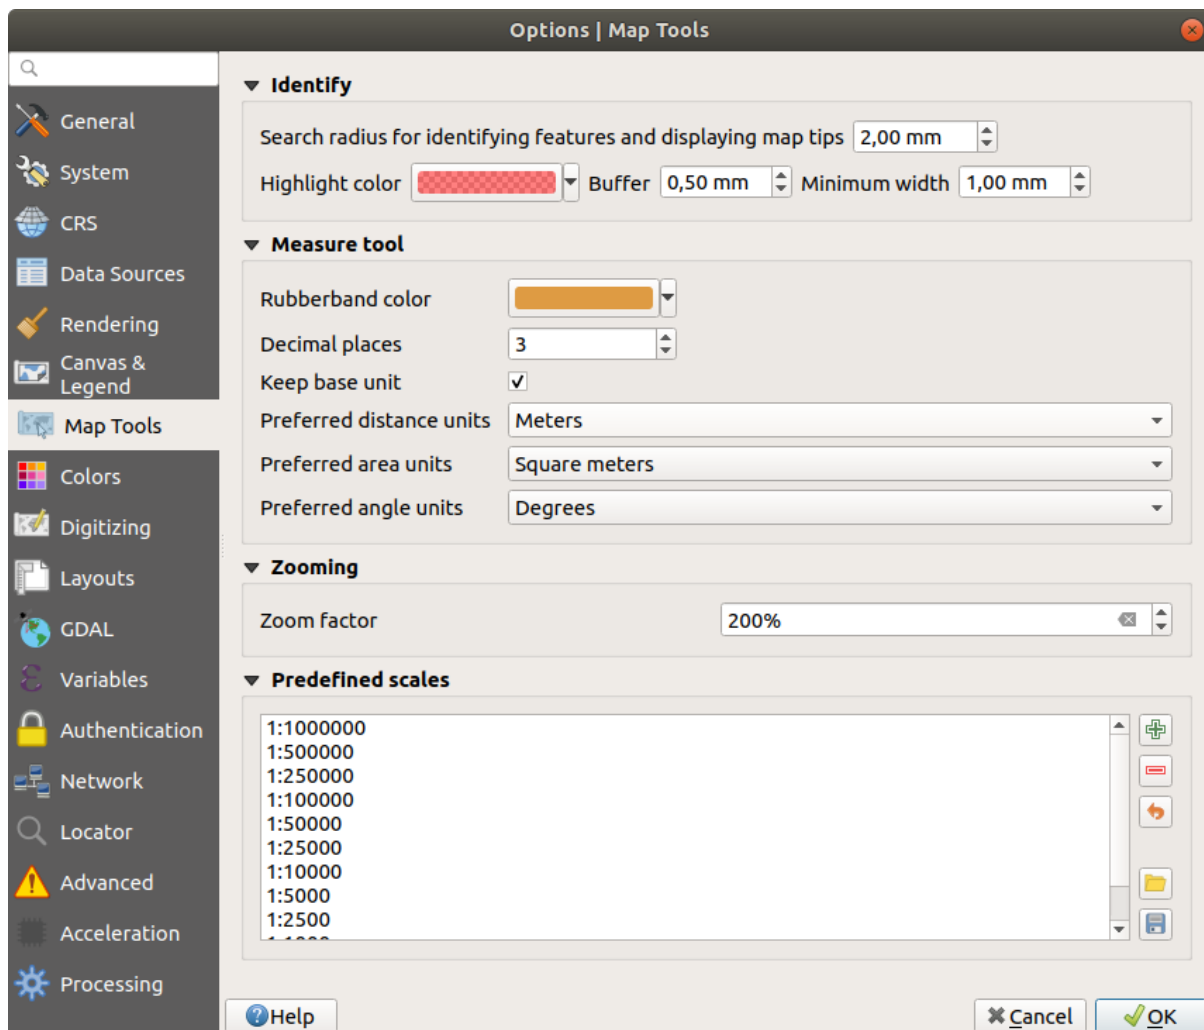 Options | Map Tools
General
System
CRS
Data Sources
Rendering
Canvas &
Legend
Map Tools
Colors
Digitizing
Layouts
GDAL
Variables
Authentication
Network
Locator
Advanced
Acceleration
Processing
Identify
Search radius for identifying features and displaying map tips 2,00 mm
Highlight color Buffer 0,50 mm Minimum width 1,00 mm
Measure tool
Rubberband color
Decimal places 3
Keep base unit
Preferred distance units Meters
Preferred area units Square meters
Preferred angle units Degrees
Zooming
Zoom factor 200%
Predefined scales
1:1000000
1:500000
1:250000
1:100000
1:50000
1:25000
1:10000
1:5000
1:2500
Help Cancel OK